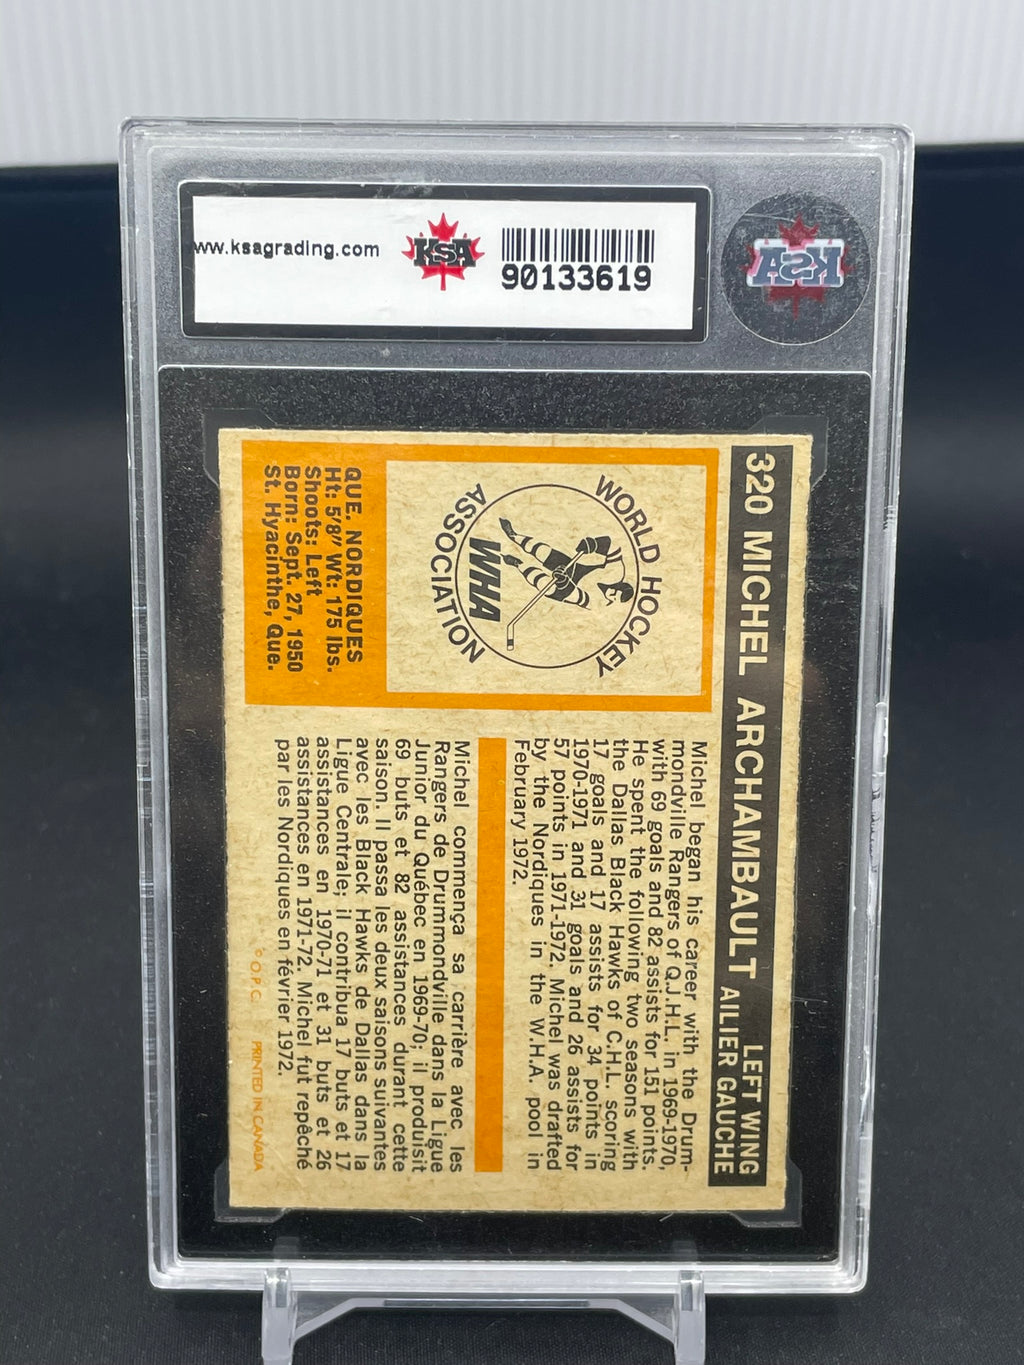 www.ksagrading.com
KSA
90133619
KSA
320 MICHEL ARCHAMBAULT
LEFT WING
AILIER GAUCHE
WORLD HOCKEY
WHA
ASSOCIATION
QUE. NORDIQUES
Ht: 5'8" Wt: 175 lbs.
Shoots: Left
Born: Sept. 27, 1950
St. Hyacinthe, Que.
Michel began his career with the Drum-
mondville Rangers of Q.J.H.L. in 1969-1970,
with 69 goals and 82 assists for 151 points.
He spent the following two seasons with
the Dallas Black Hawks of C.H.L. scoring
17 goals and 17 assists for 34 points in
1970-1971 and 31 goals and 26 assists for
57 points in 1971-1972. Michel was drafted
by the Nordiques in the W.H.A. pool in
February 1972.
Michel commença sa carrière avec les
Rangers de Drummondville dans la Ligue
Junior du Québec en 1969-70; il produisit
69 buts et 82 assistances durant cette
saison. Il passa les deux saisons suivantes
avec les Black Hawks de Dallas dans la
Ligue Centrale; il contribua 17 buts et 17
assistances en 1970-71 et 31 buts et 26
assistances en 1971-72. Michel fut repêché
par les Nordiques en février 1972.
© O.P.C. PRINTED IN CANADA